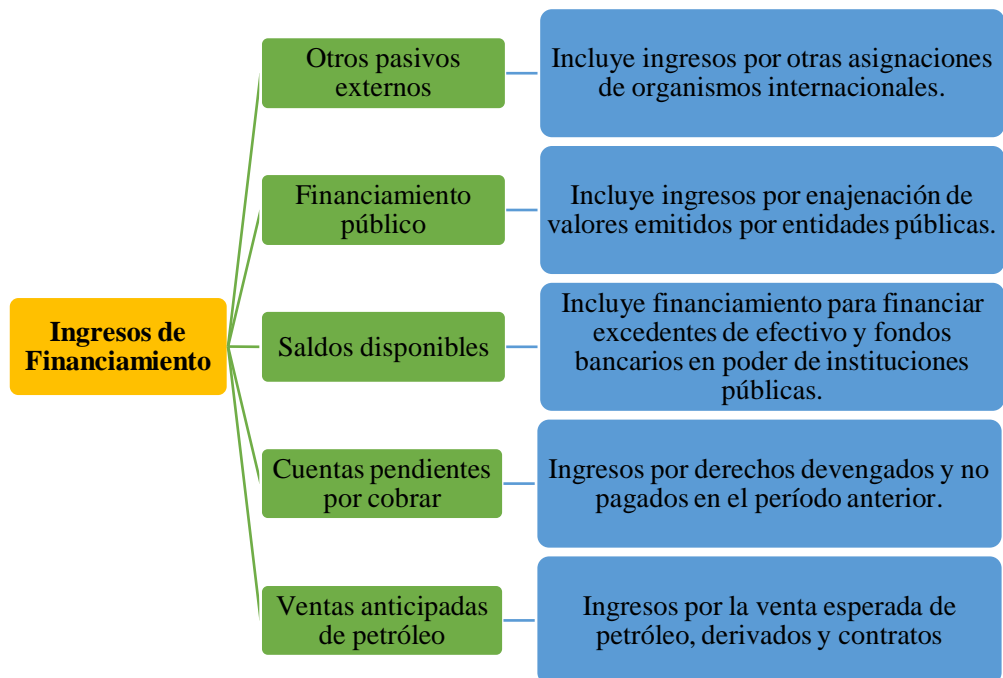 Otros pasivos
externos
Incluye ingresos por otras asignaciones
de organismos internacionales.
Financiamiento
público
Incluye ingresos por enajenación de
valores emitidos por entidades públicas.
Ingresos de
Financiamiento
Saldos disponibles
Incluye financiamiento para financiar
excedentes de efectivo y fondos
bancarios en poder de instituciones
públicas.
Cuentas pendientes
por cobrar
Ingresos por derechos devengados y no
pagados en el período anterior.
Ventas anticipadas
de petróleo
Ingresos por la venta esperada de
petróleo, derivados y contratos